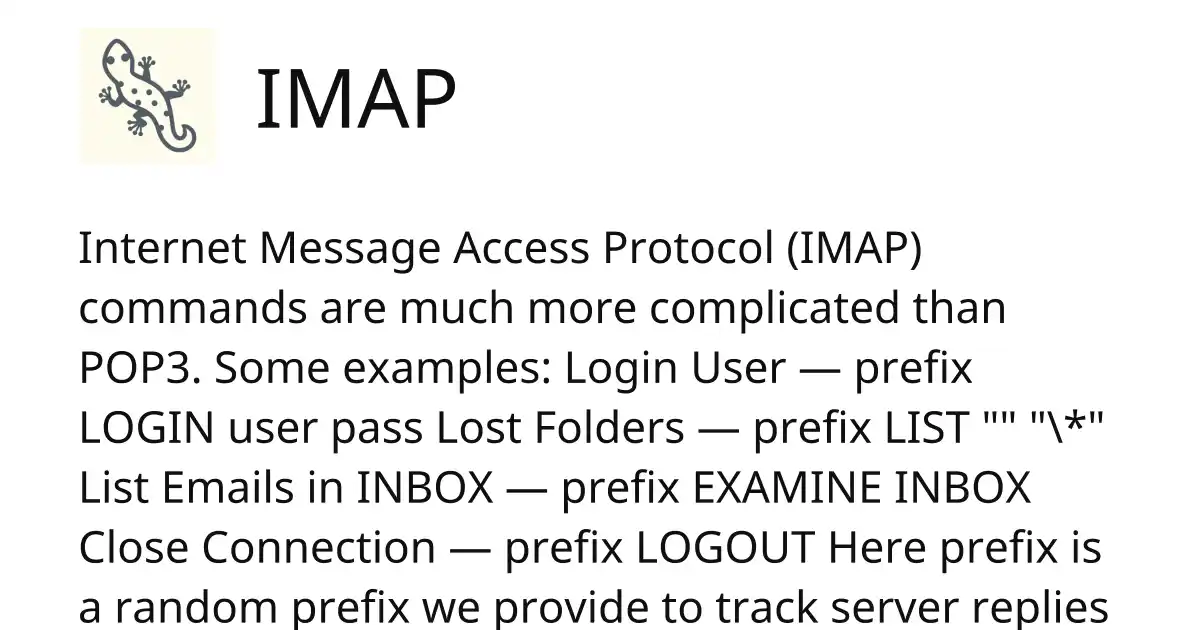 IMAP
Internet Message Access Protocol (IMAP)
commands are much more complicated than
POP3. Some examples: Login User — prefix
LOGIN user pass Lost Folders — prefix LIST "" "\*"
List Emails in INBOX — prefix EXAMINE INBOX
Close Connection — prefix LOGOUT Here prefix is
a random prefix we provide to track server replies